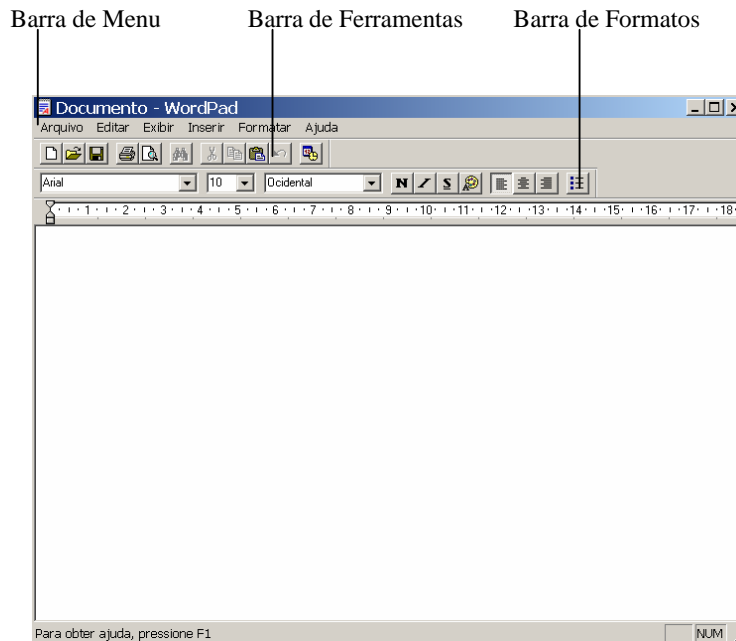 Barra de Menu Barra de Ferramentas Barra de Formatos
Documento - WordPad
Arquivo Editar Exibir Inserir Formatar Ajuda
Arial 10 Ocidental N I S
1 2 3 4 5 6 7 8 9 10 11 12 13 14 15 16 17 18
Para obter ajuda, pressione F1 NUM